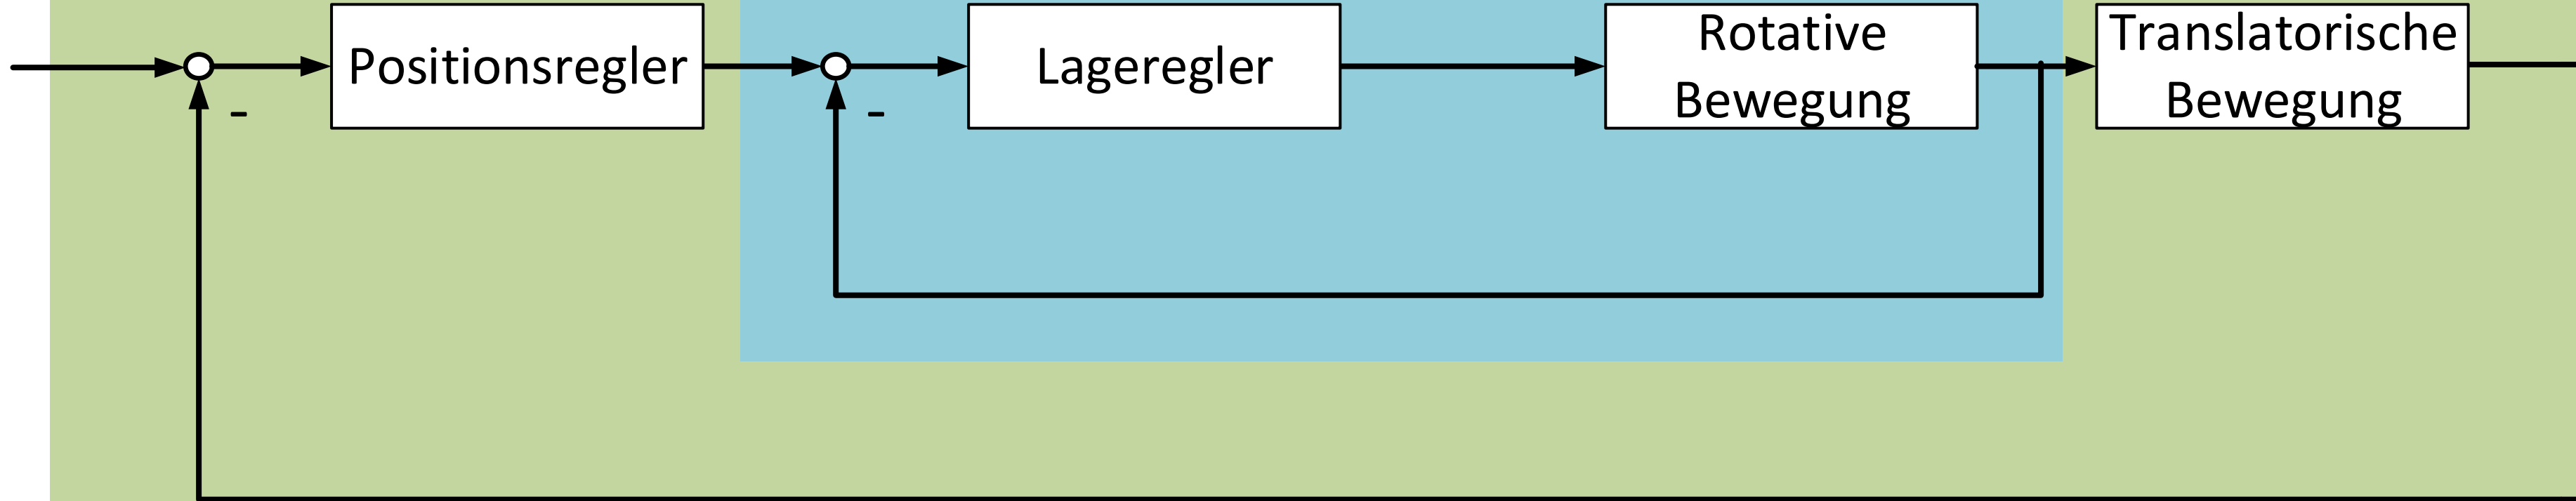 Positionsregler
-
Lageregler
-
Rotative
Bewegung
Translatorische
Bewegung